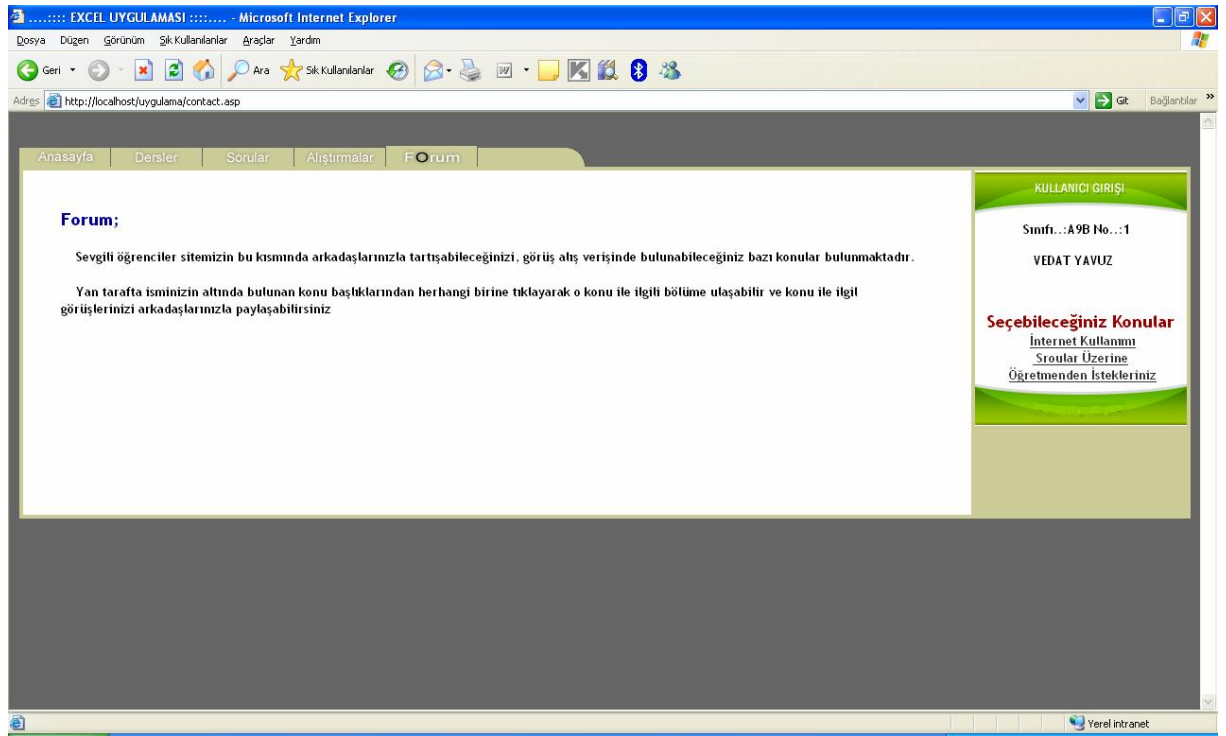 ....:::: EXCEL UYGULAMASI ::::.... - Microsoft Internet Explorer
Dosya Düzen Görünüm Sık Kullanılanlar Araçlar Yardım
Geri Ara Sık Kullanılanlar
Adres http://localhost/uygulama/contact.asp Git Bağlantılar »
Anasayfa Dersler Sorular Alıştırmalar FOrum
KULLANICI GIRIŞI
Sınıfı..:A9B No..:1
VEDAT YAVUZ
Forum;
Sevgili öğrenciler sitemizin bu kısmında arkadaşlarınızla tartışabileceğinizi, görüş alış verişinde bulunabileceğiniz bazı konular bulunmaktadır.
Yan tarafta isminizin altında bulunan konu başlıklarından herhangi birine tıklayarak o konu ile ilgili bölüme ulaşabilir ve konu ile ilgil
görüşlerinizi arkadaşlarınızla paylaşabilirsiniz
Seçebileceğiniz Konular
İnternet Kullanımı
Sroular Üzerine
Öğretmenden İstekleriniz
Yerel intranet